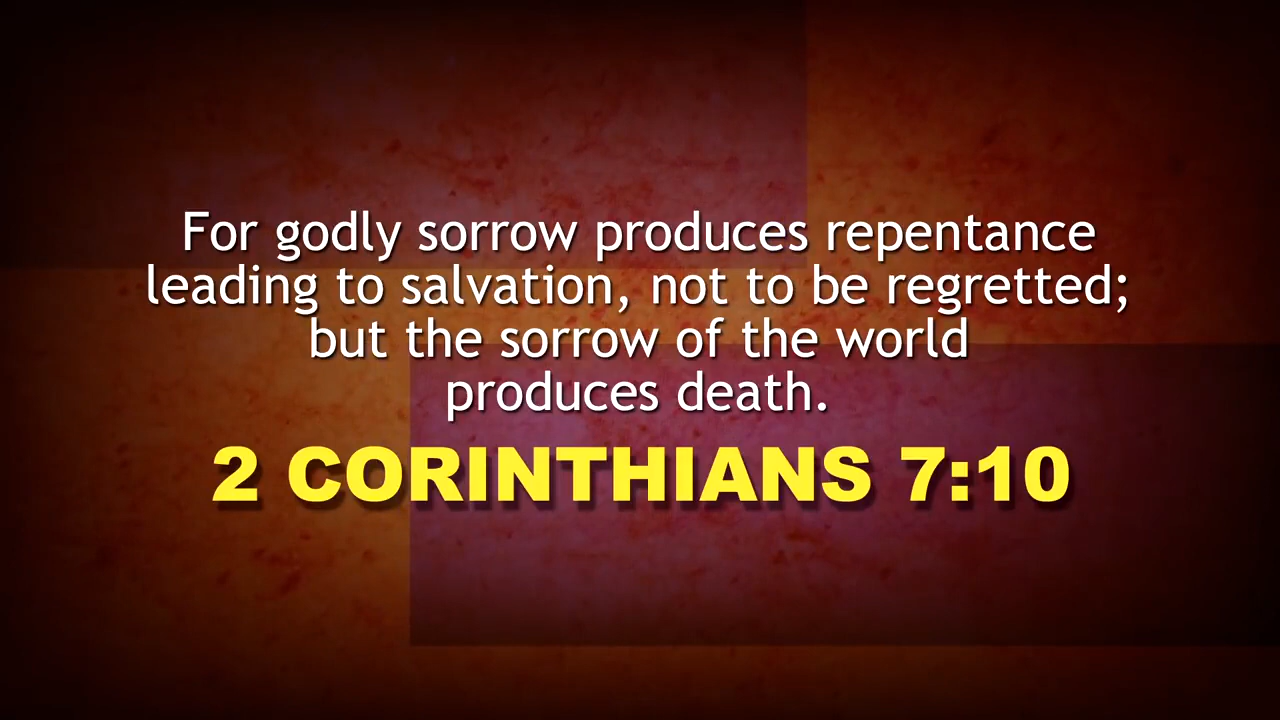 For godly sorrow produces repentance
leading to salvation, not to be regretted;
but the sorrow of the world
produces death.
2 CORINTHIANS 7:10